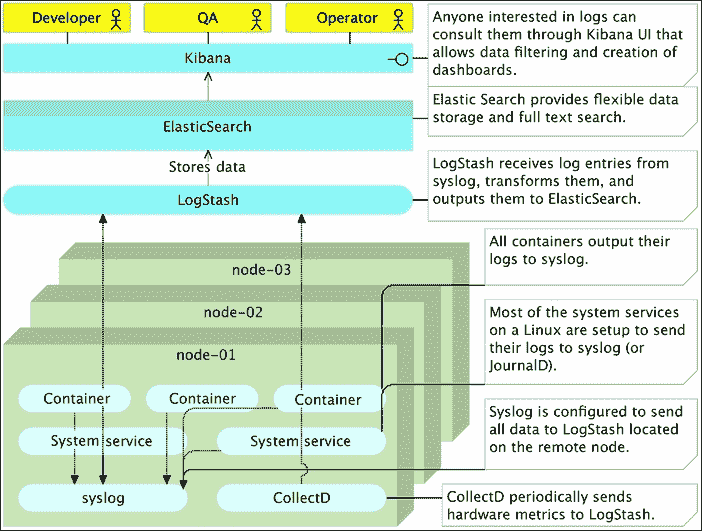 Developer
QA
Operator
Kibana
ElasticSearch
Stores data
LogStash
node-03
node-02
node-01
Container
Container
Container
System service
System service
syslog
CollectD
Anyone interested in logs can
consult them through Kibana UI that
allows data filtering and creation of
dashboards.
Elastic Search provides flexible data
storage and full text search.
LogStash receives log entries from
syslog, transforms them, and
outputs them to ElasticSearch.
All containers output their
logs to syslog.
Most of the system services
on a Linux are setup to send
their logs to syslog (or
JournalD).
Syslog is configured to send
all data to LogStash located
on the remote node.
CollectD periodically sends
hardware metrics to LogStash.